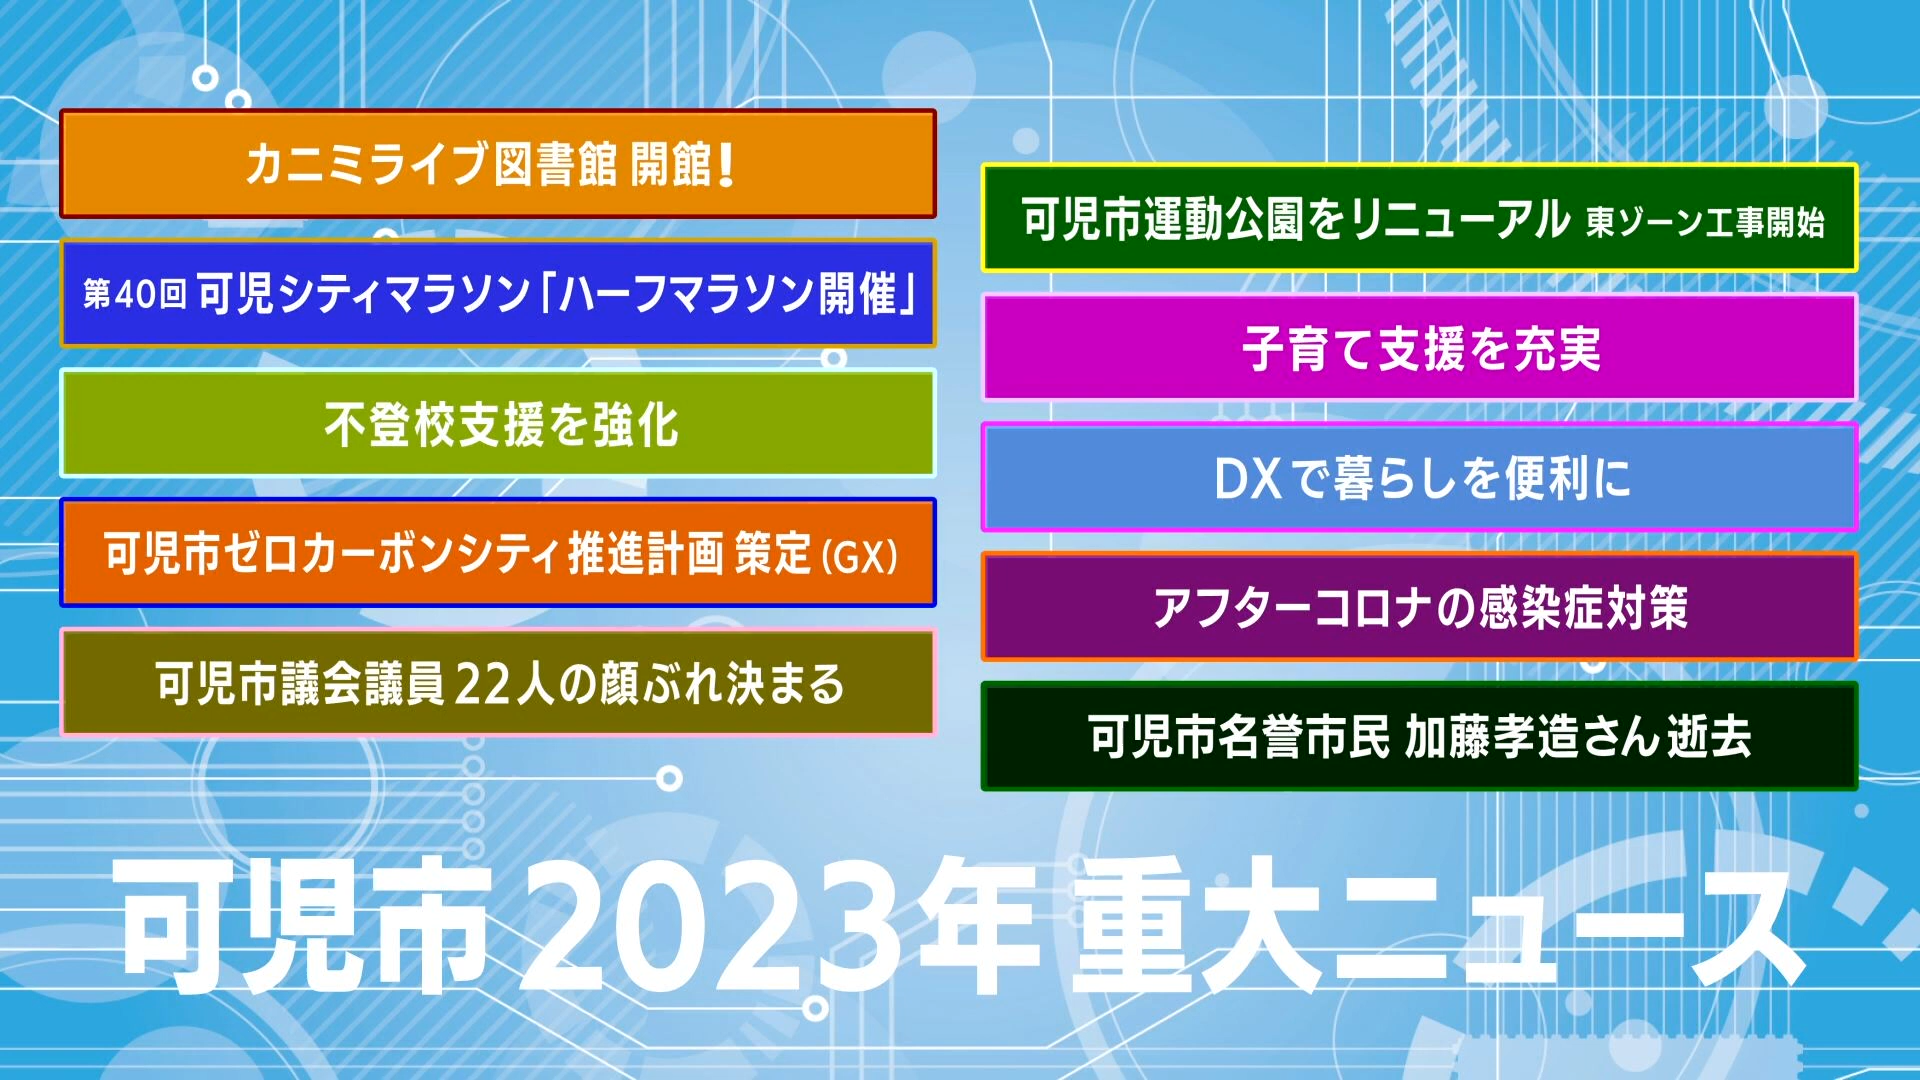 カニミライブ図書館 開館!
第40回 可児シティマラソン「ハーフマラソン開催」
不登校支援を強化
可児市ゼロカーボンシティ推進計画 策定(GX)
可児市議会議員22人の顔ぶれ決まる
可児市運動公園をリニューアル 東ゾーン工事開始
子育て支援を充実
DXで暮らしを便利に
アフターコロナの感染症対策
可児市名誉市民 加藤孝造さん逝去
可児市 2023年 重大ニュース